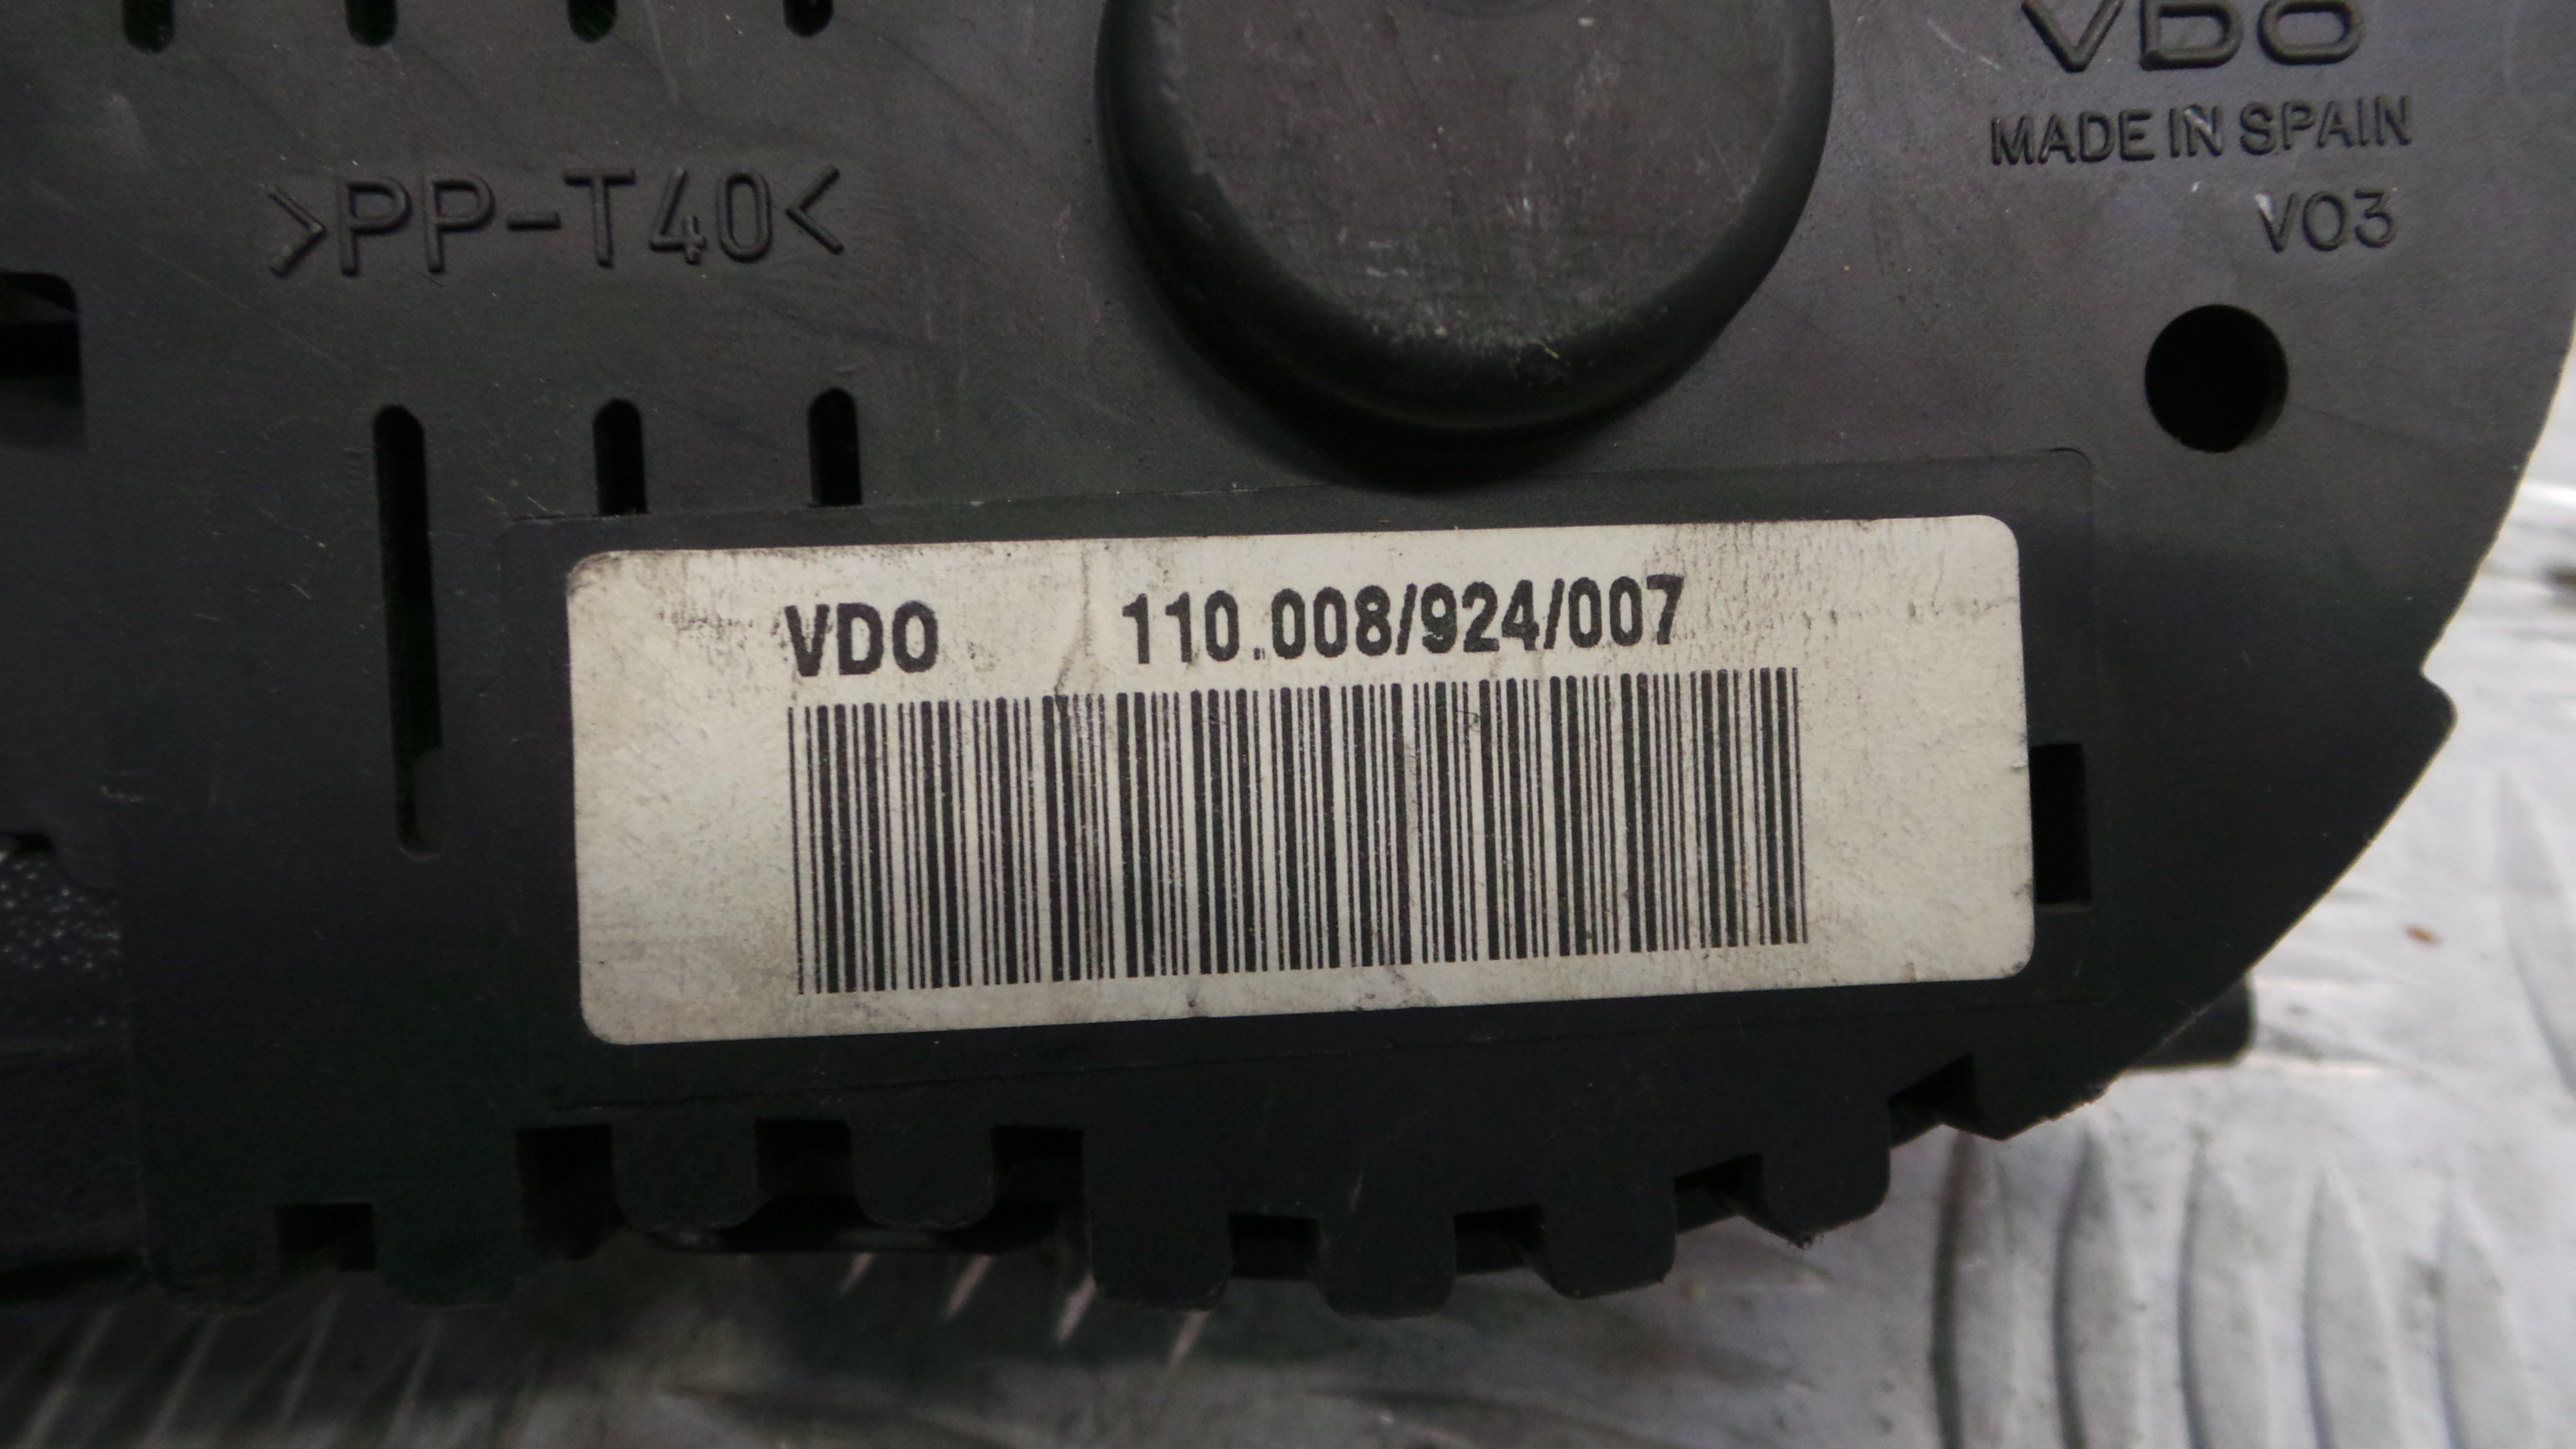 VDO
MADE IN SPAIN
V03
>PP-T40<
VDO 110.008/924/007